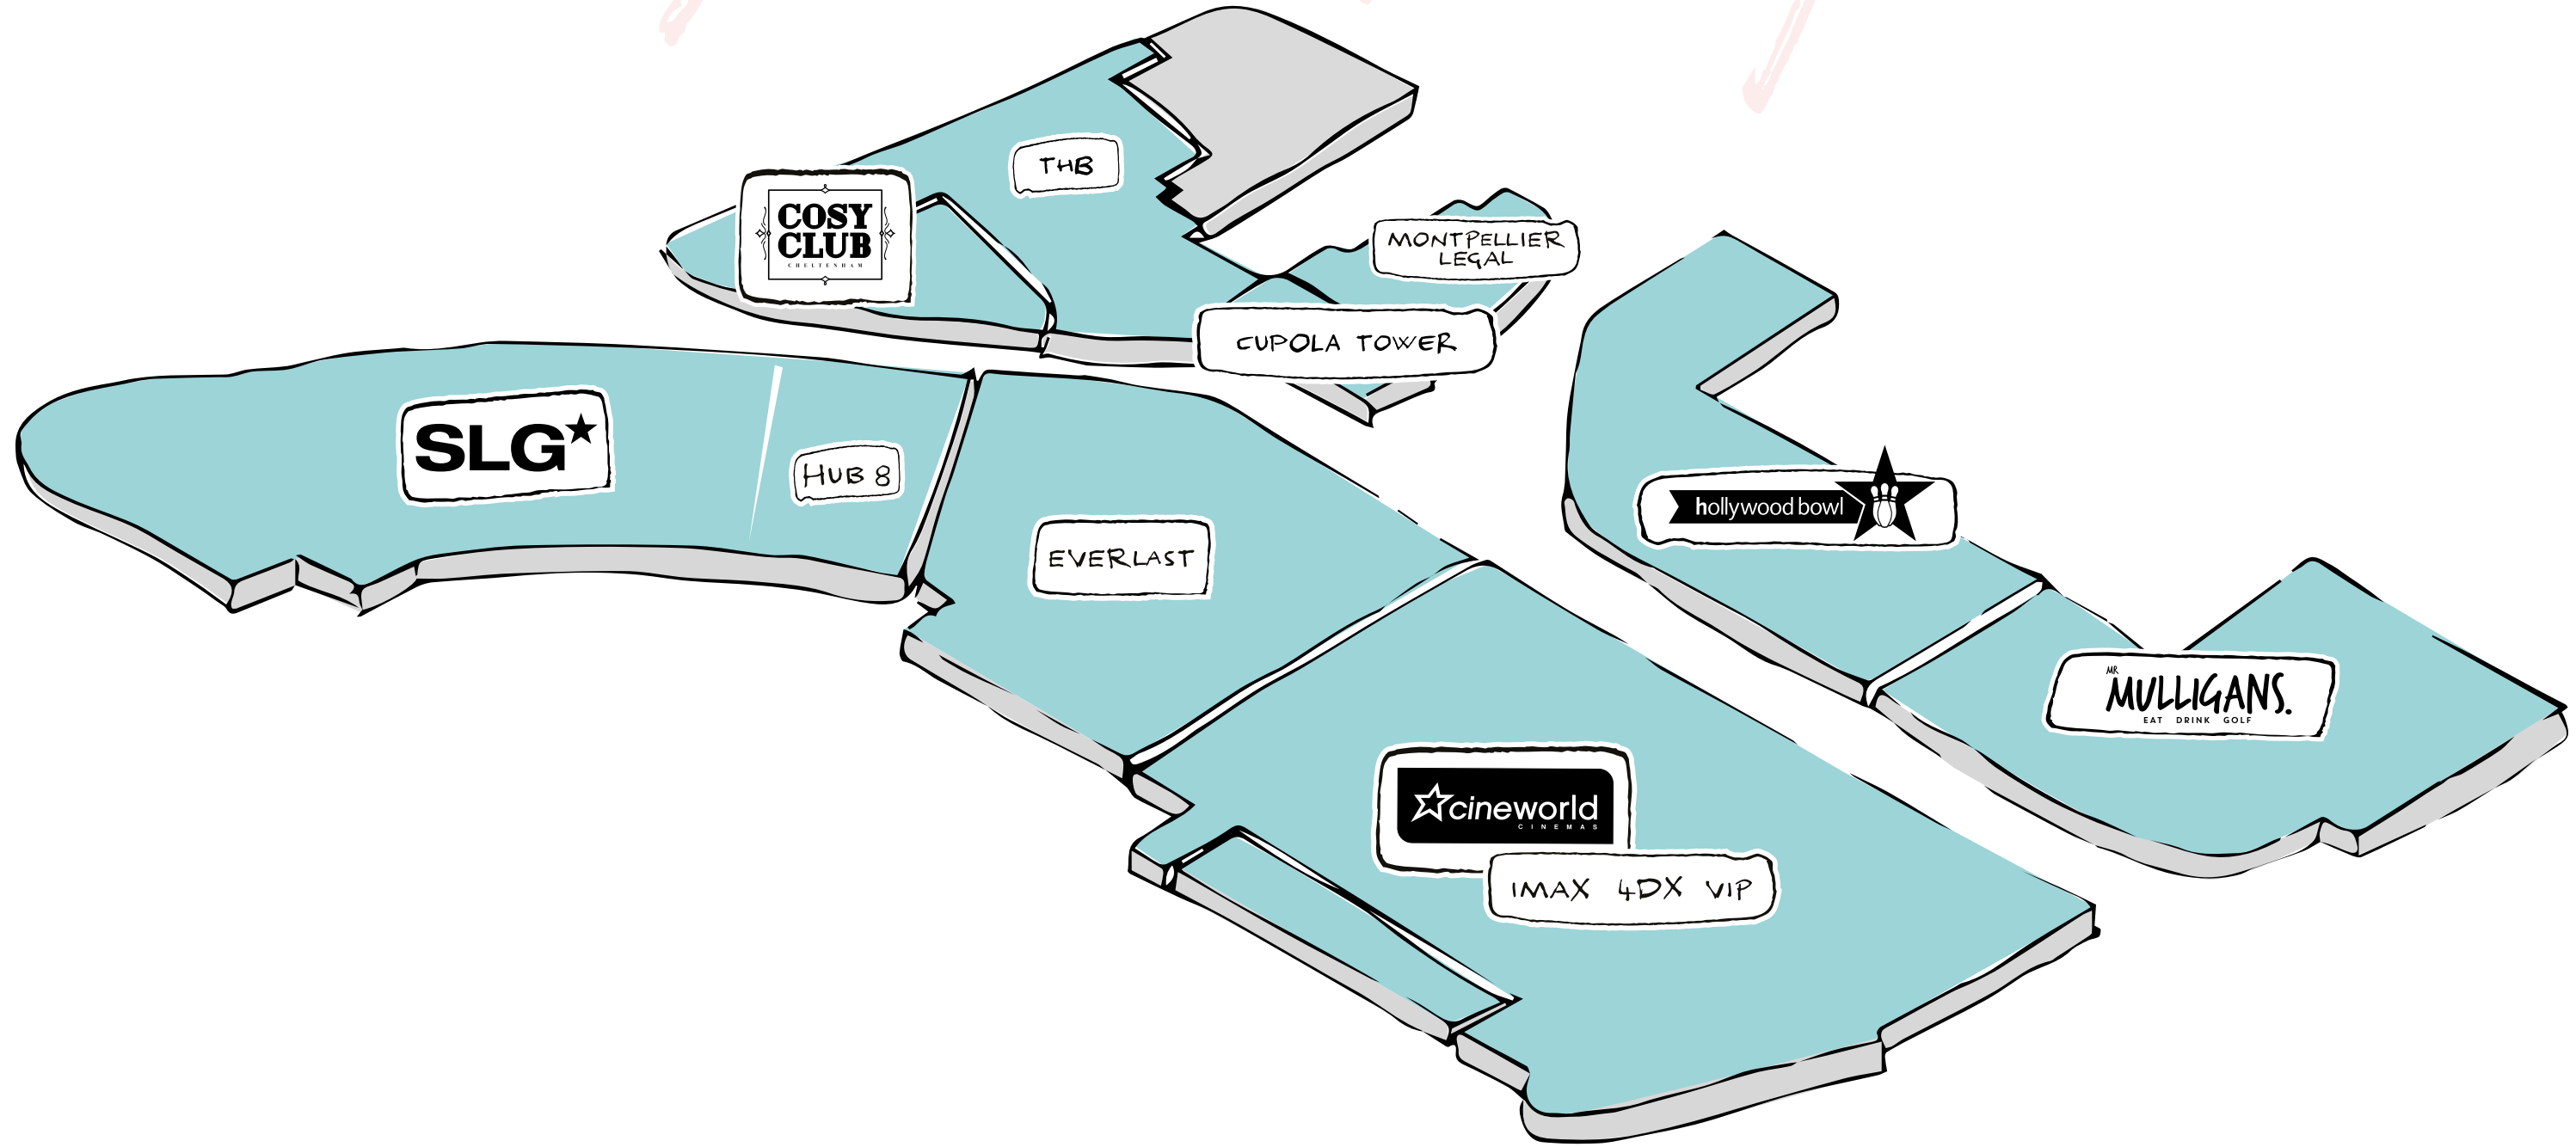 THB
COSY
CLUB
CHELTENHAM
MONTPELLIER
LEGAL
CUPOLA TOWER
SLG
HUB 8
hollywood bowl
EVERLAST
MR
MULLIGANS.
EAT DRINK GOLF
cineworld
CINEMAS
IMAX 4DX VIP